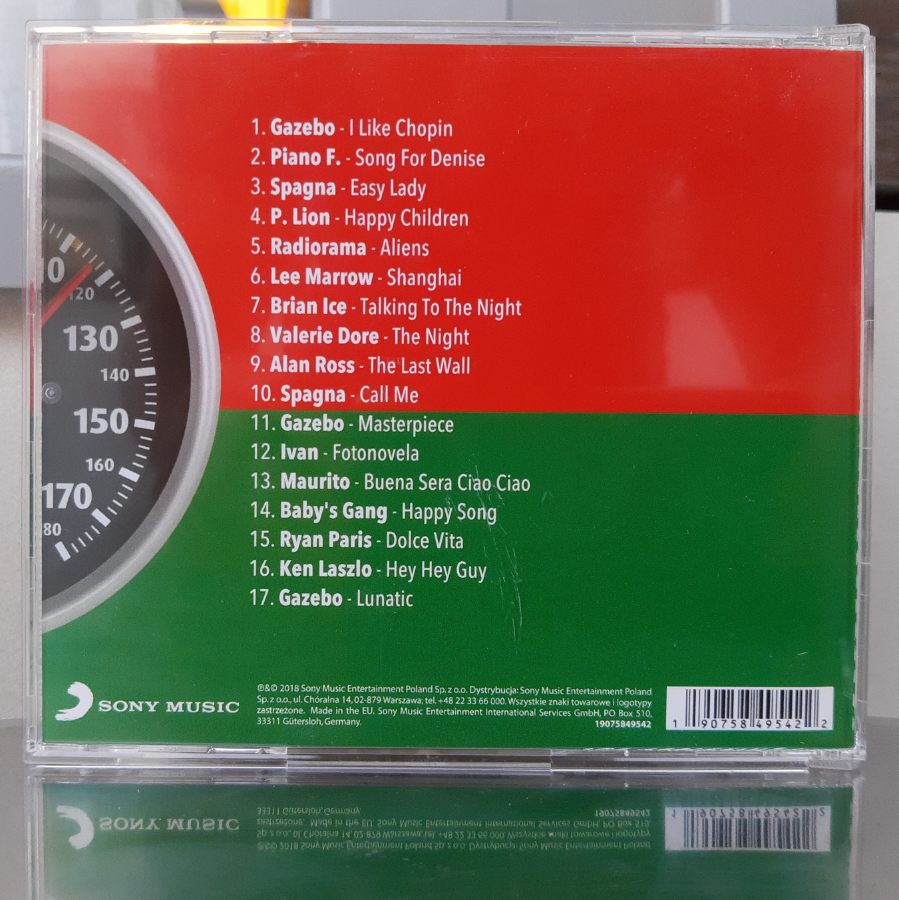 1. Gazebo - I Like Chopin
2. Piano F. - Song For Denise
3. Spagna - Easy Lady
4. P. Lion - Happy Children
5. Radiorama - Aliens
6. Lee Marrow - Shanghai
7. Brian Ice - Talking To The Night
8. Valerie Dore - The Night
9. Alan Ross - The Last Wall
10. Spagna - Call Me
11. Gazebo - Masterpiece
12. Ivan - Fotonovela
13. Maurito - Buena Sera Ciao Ciao
14. Baby's Gang - Happy Song
15. Ryan Paris - Dolce Vita
16. Ken Laszlo - Hey Hey Guy
17. Gazebo - Lunatic
120
130
140
150
160
170
80
SONY MUSIC
℗&© 2018 Sony Music Entertainment Poland Sp. z o.o. Dystrybucja: Sony Music Entertainment Poland
Sp. z o.o., ul. Chóralna 14, 02-879 Warszawa, tel. +48 22 33 66 000. Wszystkie znaki towarowe i logotypy
zastrzeżone. Made in the EU. Sony Music Entertainment International Services GmbH, PO Box 510,
33311 Gütersloh, Germany.
19075849542
1 90758 49542 2